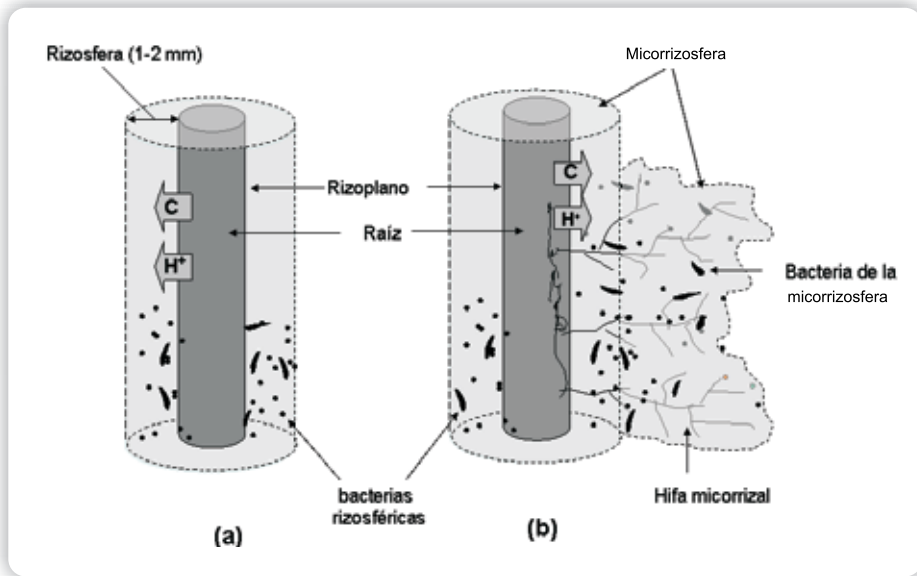 Rizosfera (1-2 mm)
Micorrizosfera
C
H+
C
H+
Rizoplano
Raíz
Bacteria de la
micorrizosfera
bacterias
rizosféricas
Hifa micorrizal
(a)
(b)